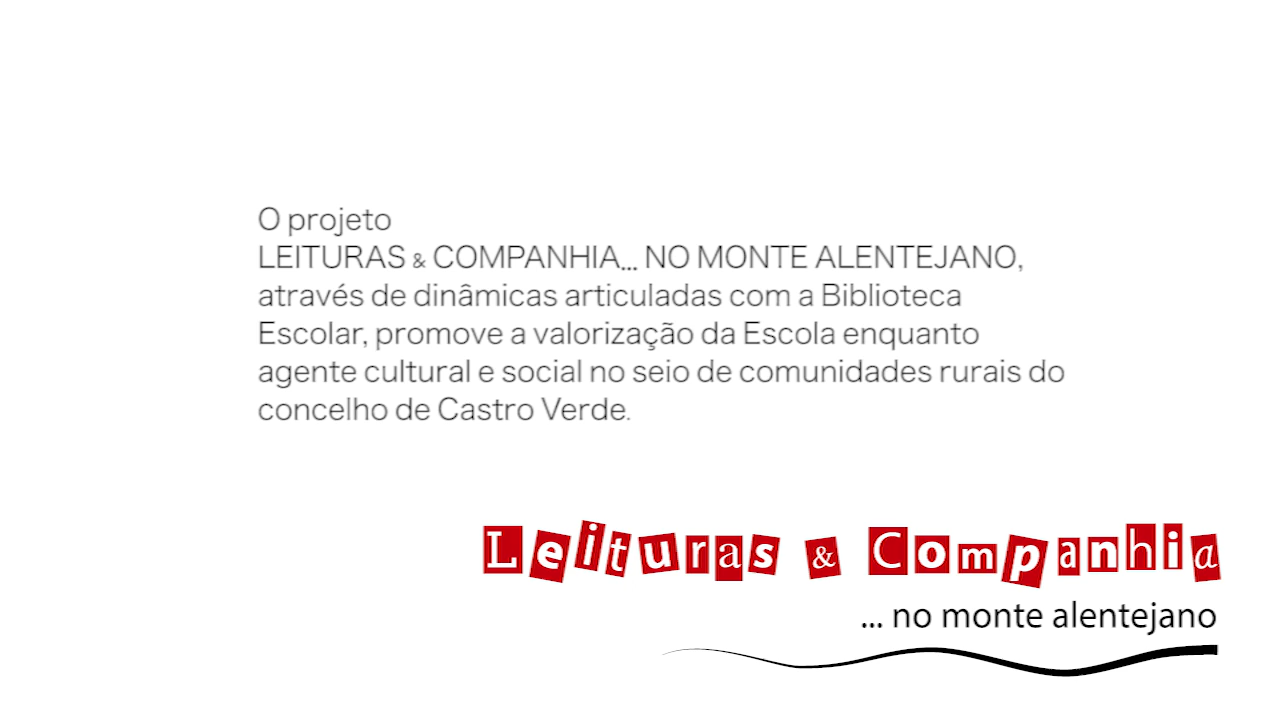 O projeto
LEITURAS & COMPANHIA... NO MONTE ALENTEJANO,
através de dinâmicas articuladas com a Biblioteca
Escolar, promove a valorização da Escola enquanto
agente cultural e social no seio de comunidades rurais do
concelho de Castro Verde.
Leituras & Companhia
... no monte alentejano